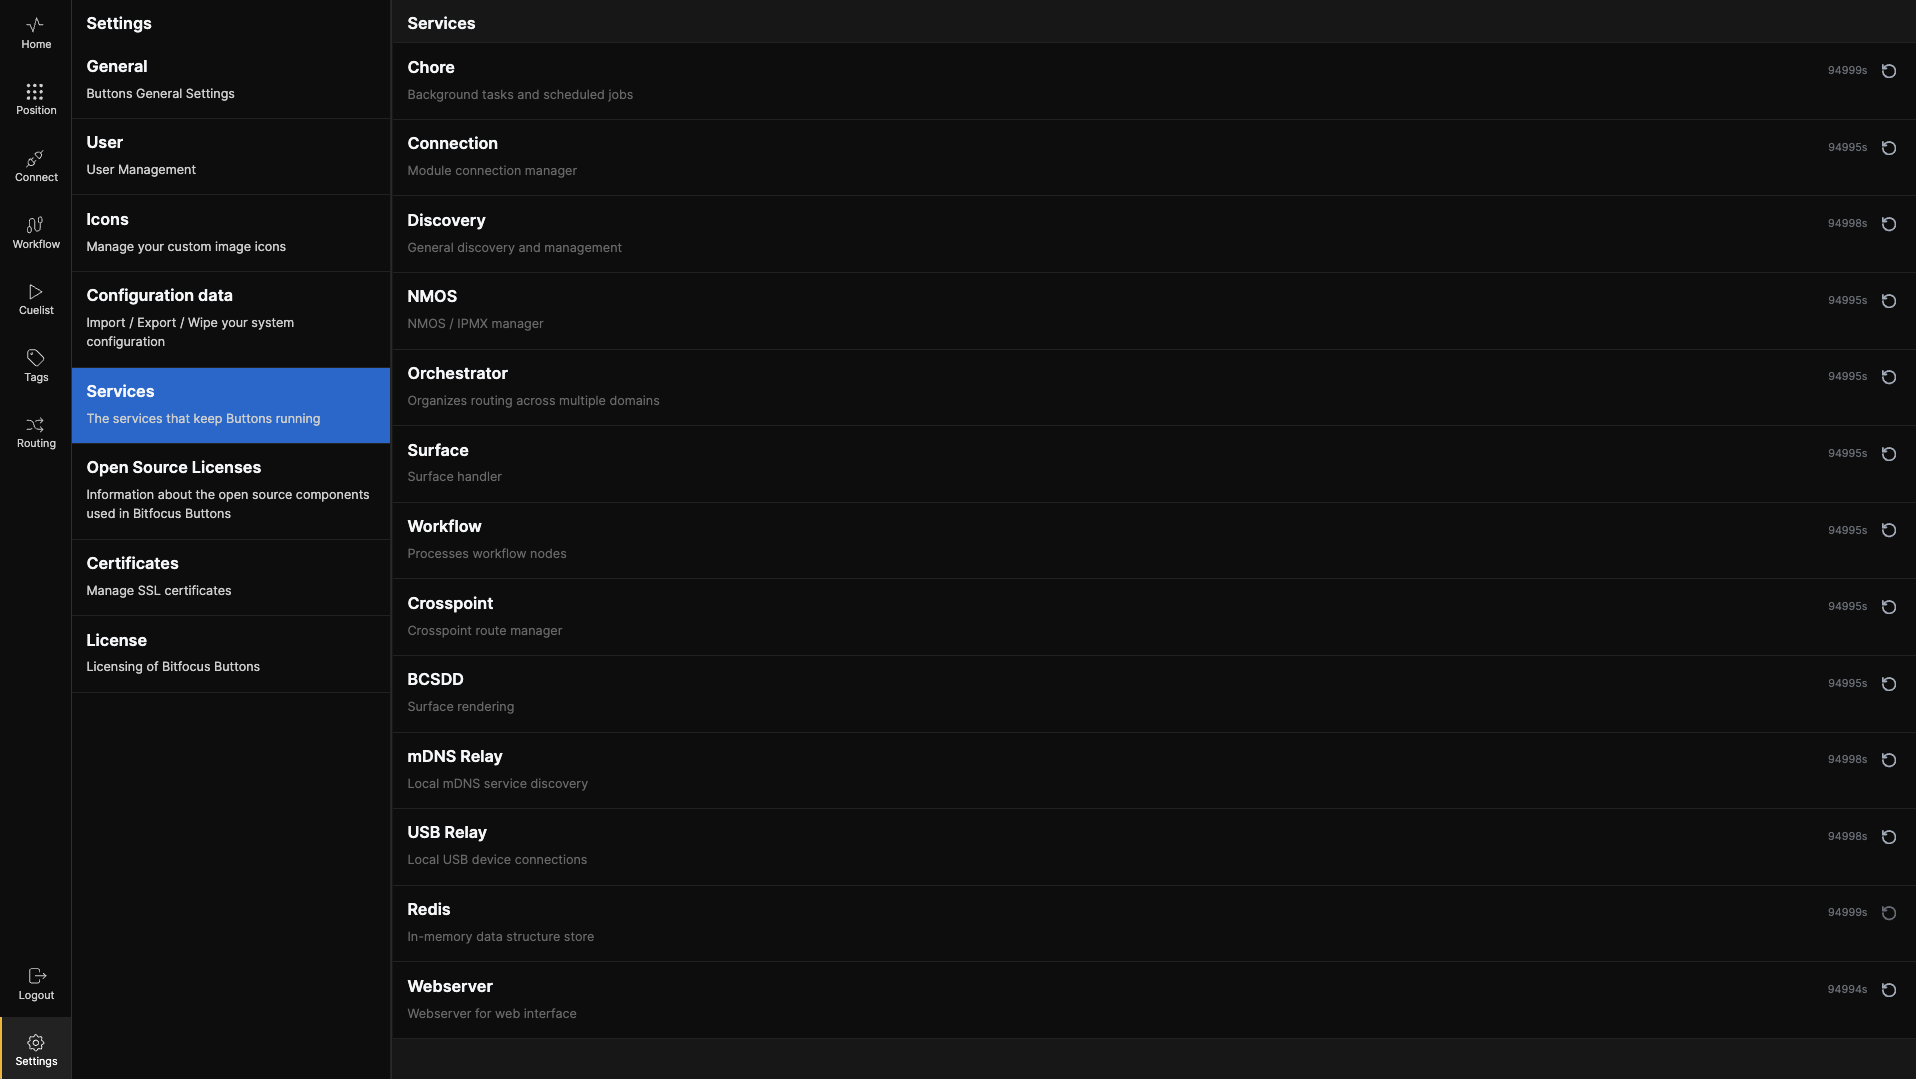 Home
Position
Connect
Workflow
Cuelist
Tags
Routing
Logout
Settings
Settings
General
Buttons General Settings
User
User Management
Icons
Manage your custom image icons
Configuration data
Import / Export / Wipe your system
configuration
Services
The services that keep Buttons running
Open Source Licenses
Information about the open source components
used in Bitfocus Buttons
Certificates
Manage SSL certificates
License
Licensing of Bitfocus Buttons
Services
Chore
94999s
Background tasks and scheduled jobs
Connection
94995s
Module connection manager
Discovery
94998s
General discovery and management
NMOS
94995s
NMOS / IPMX manager
Orchestrator
94995s
Organizes routing across multiple domains
Surface
94995s
Surface handler
Workflow
94995s
Processes workflow nodes
Crosspoint
94995s
Crosspoint route manager
BCSDD
94995s
Surface rendering
mDNS Relay
94998s
Local mDNS service discovery
USB Relay
94998s
Local USB device connections
Redis
94999s
In-memory data structure store
Webserver
94994s
Webserver for web interface